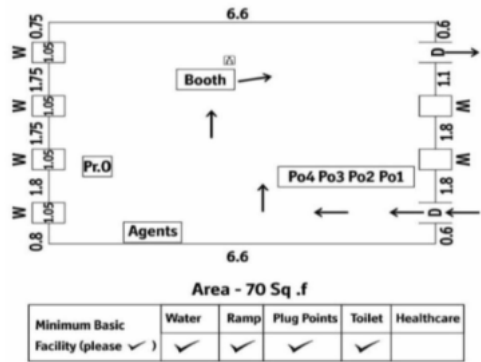 6.6
W 0.75 1.05
0.6 D
Booth
1.75
1.1
W 1.05
W
1.75
1.8
W 1.05
W
Pr.O
Po4 Po3 Po2 Po1
1.8
1.8
W 1.05
D
Agents
0.8
0.6
6.6
Area - 70 Sq .f
Minimum Basic Facility (please ✓ )
Water Ramp Plug Points Toilet Healthcare
✓ ✓ ✓ ✓